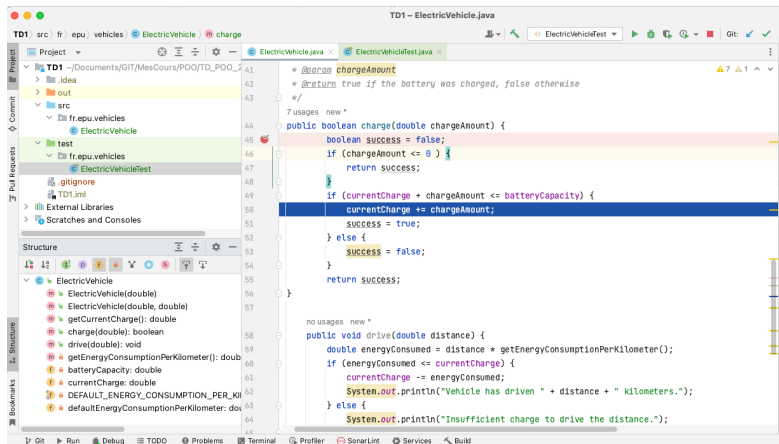 TD1 – ElectricVehicle.java
TD1 〉 src 〉 fr 〉 epu 〉 vehicles 〉 ElectricVehicle 〉 charge
ElectricVehicleTest
Git:
Project
ElectricVehicle.java
ElectricVehicleTest.java
TD1 ~/Documents/GIT/MesCours/POO/TD_POO_2
.idea
out
src
fr.epu.vehicles
ElectricVehicle
test
fr.epu.vehicles
ElectricVehicleTest
.gitignore
TD1.iml
External Libraries
Scratches and Consoles
Structure
ElectricVehicle
ElectricVehicle(double)
ElectricVehicle(double, double)
getCurrentCharge(): double
charge(double): boolean
drive(double): void
getEnergyConsumptionPerKilometer(): doub
batteryCapacity: double
currentCharge: double
DEFAULT_ENERGY_CONSUMPTION_PER_KI
defaultEnergyConsumptionPerKilometer: dou
Project
Commit
Pull Requests
Structure
Bookmarks
7 1
41 * @param chargeAmount
42 * @return true if the battery was charged, false otherwise
43 */
7 usages new *
44 public boolean charge(double chargeAmount) {
45 boolean success = false;
46 if (chargeAmount <= 0 ) {
47 return success;
48 }
49 if (currentCharge + chargeAmount <= batteryCapacity) {
50 currentCharge += chargeAmount;
51 success = true;
52 } else {
53 success = false;
54 }
55 return success;
56 }
57
no usages new *
58 public void drive(double distance) {
59 double energyConsumed = distance * getEnergyConsumptionPerKilometer();
60 if (energyConsumed <= currentCharge) {
61 currentCharge -= energyConsumed;
62 System.out.println("Vehicle has driven " + distance + " kilometers.");
63 } else {
64 System.out.println("Insufficient charge to drive the distance.");
Git Run Debug TODO Problems Terminal Profiler SonarLint Services Build